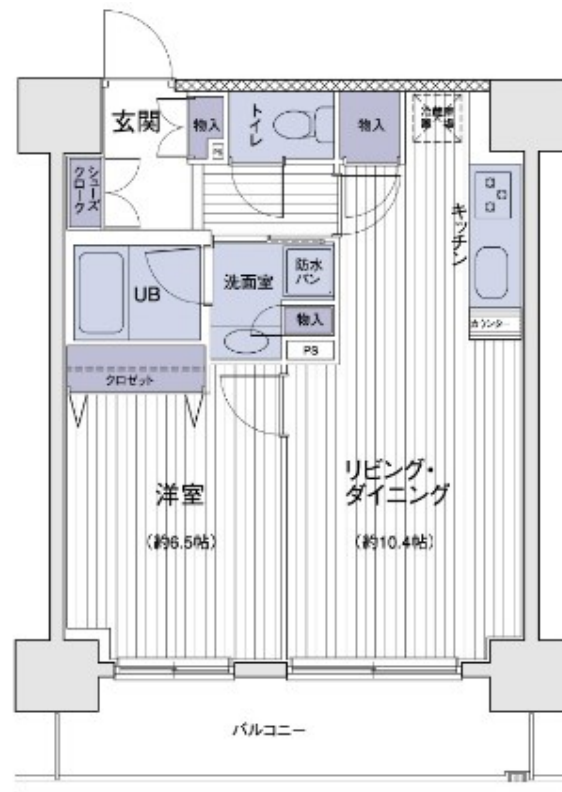 玄関
物入
PS
トイレ
物入
冷蔵庫
置場
シューズ
クローク
キッチン
UB
洗面室
防水
パン
物入
カウンター
PS
クロゼット
洋室
(約6.5帖)
リビング・
ダイニング
(約10.4帖)
バルコニー